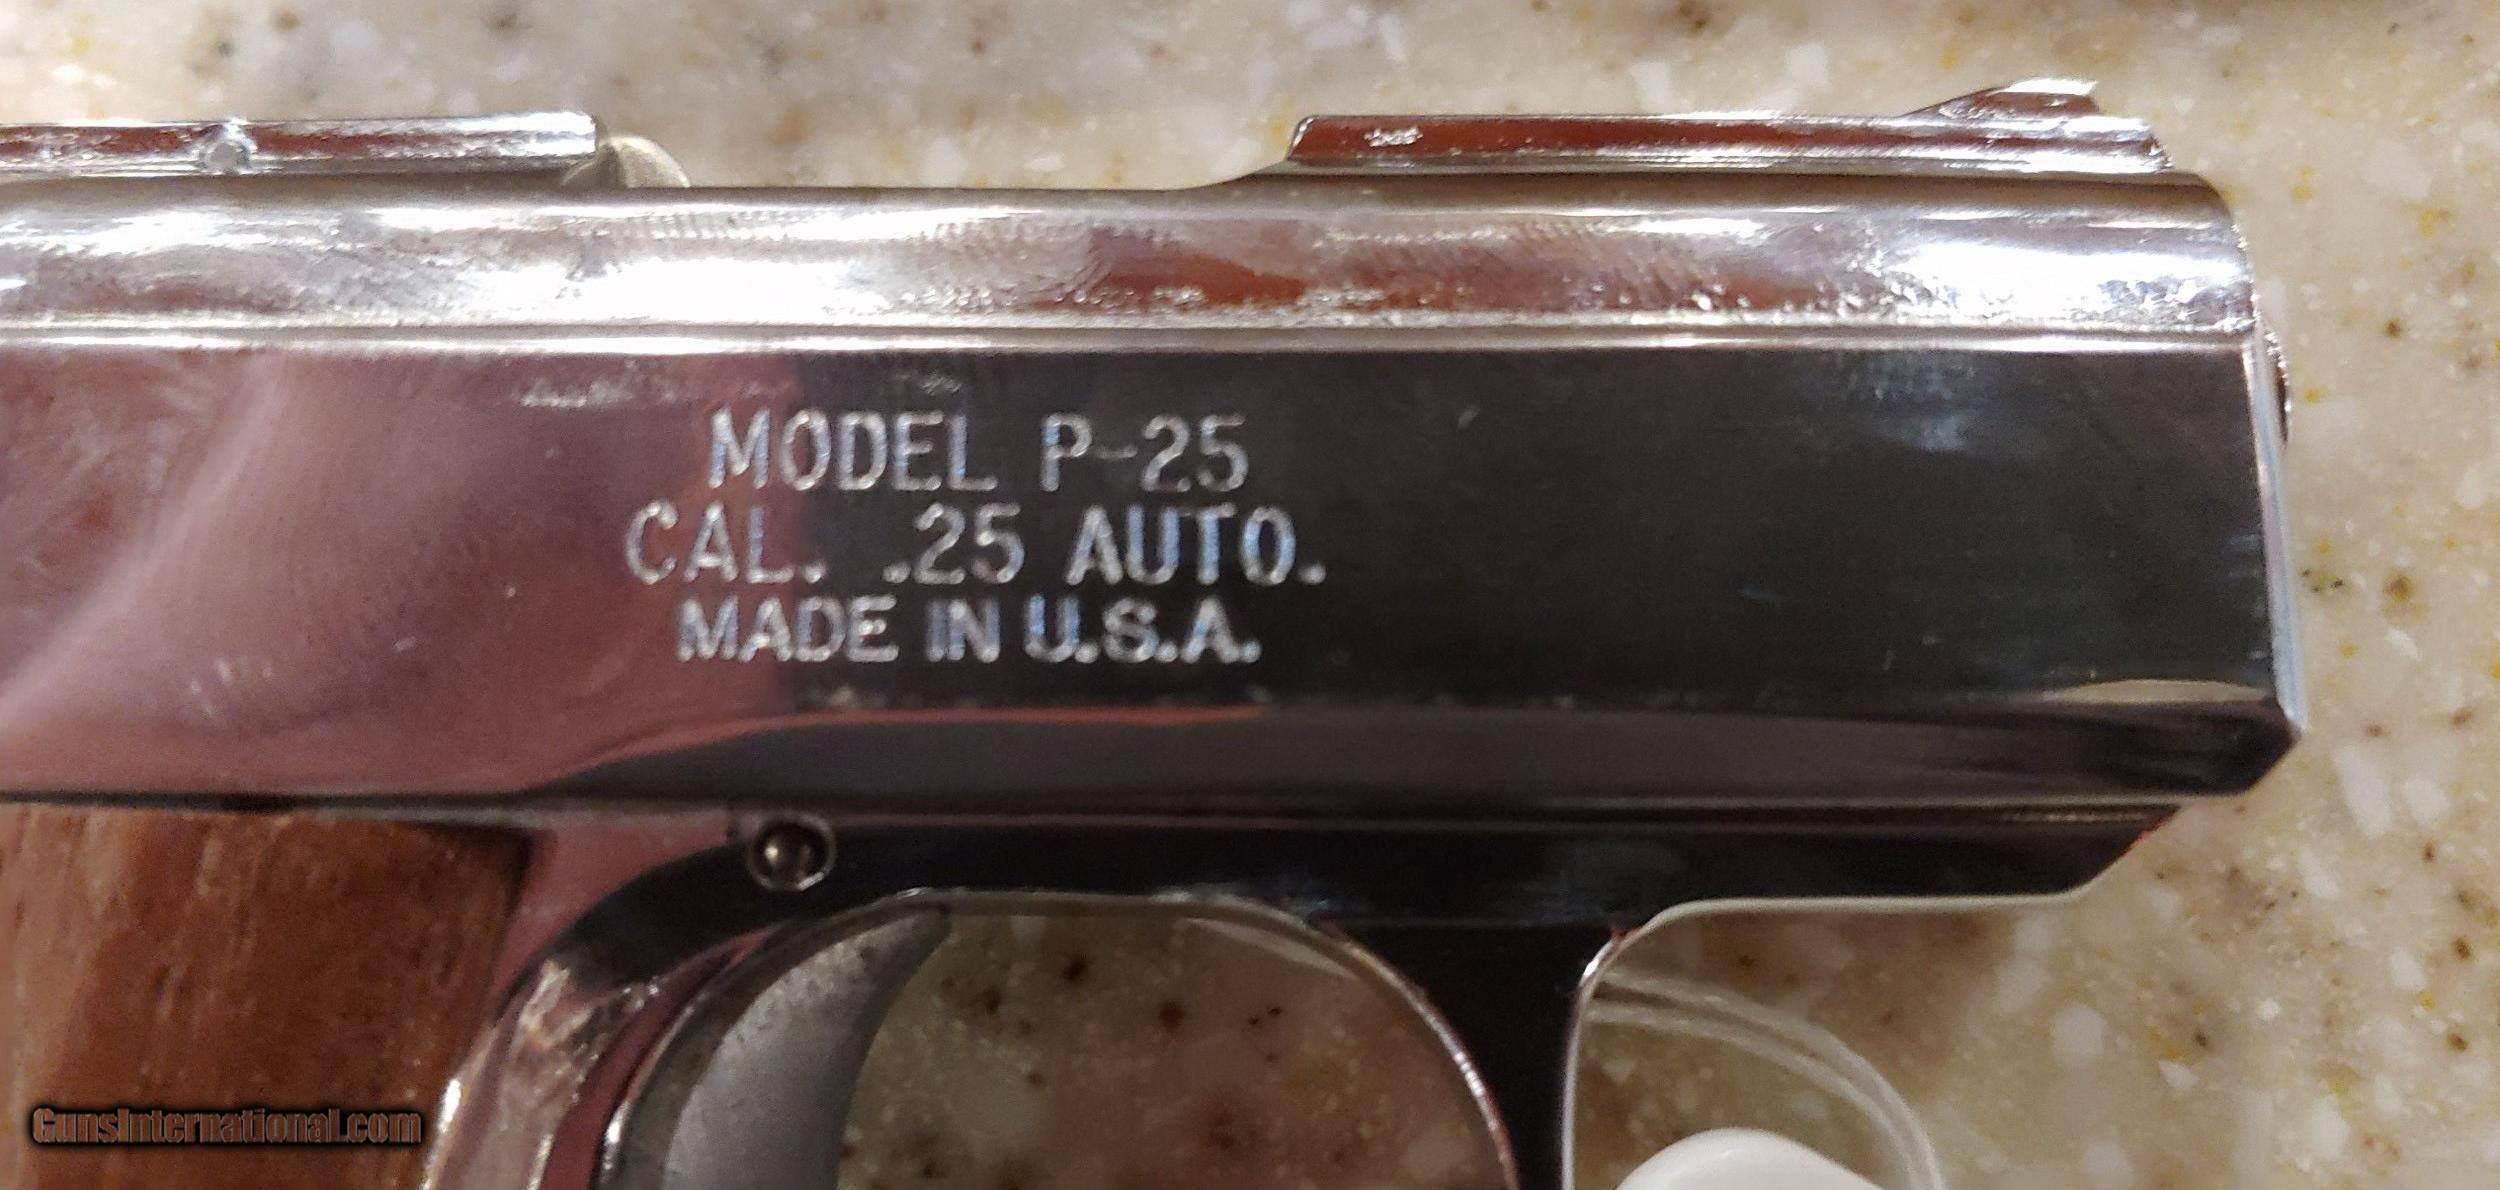 MODEL P-25
CAL. .25 AUTO.
MADE IN U.S.A.
GunsInternational.com